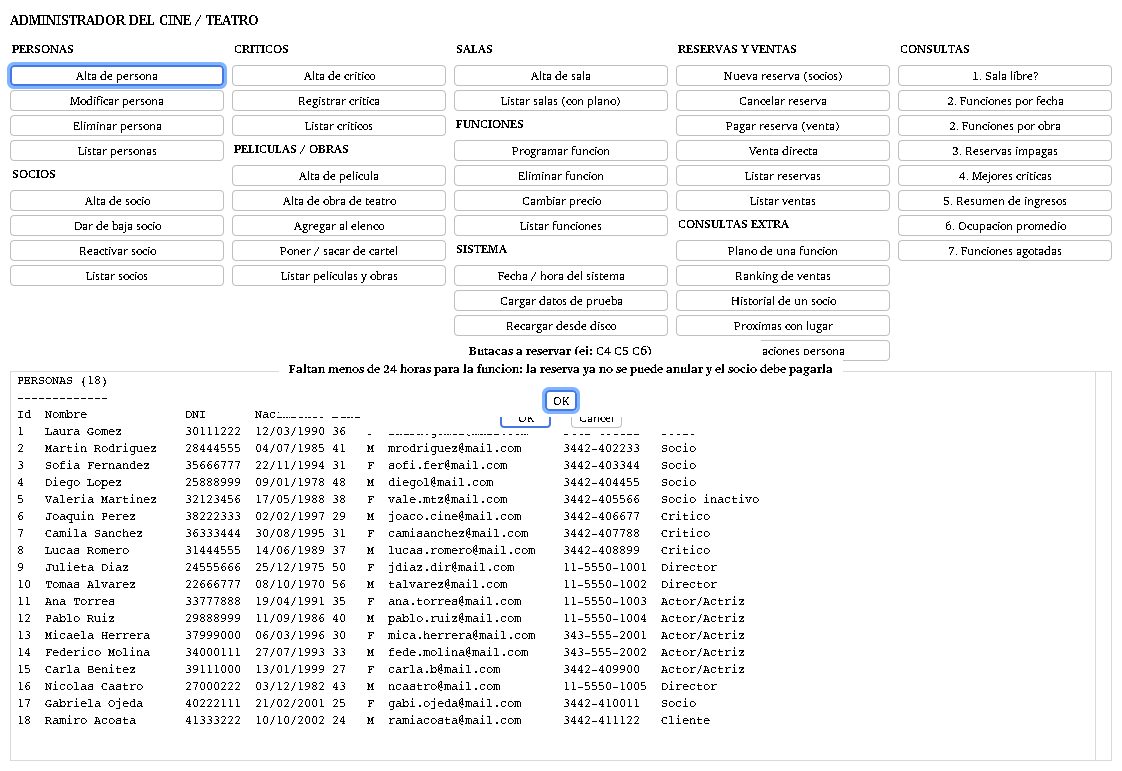 ADMINISTRADOR DEL CINE / TEATRO
PERSONAS
Alta de persona
Modificar persona
Eliminar persona
Listar personas
SOCIOS
Alta de socio
Dar de baja socio
Reactivar socio
Listar socios
CRITICOS
Alta de critico
Registrar critica
Listar criticos
PELICULAS / OBRAS
Alta de pelicula
Alta de obra de teatro
Agregar al elenco
Poner / sacar de cartel
Listar peliculas y obras
SALAS
Alta de sala
Listar salas (con plano)
FUNCIONES
Programar funcion
Eliminar funcion
Cambiar precio
Listar funciones
SISTEMA
Fecha / hora del sistema
Cargar datos de prueba
Recargar desde disco
RESERVAS Y VENTAS
Nueva reserva (socios)
Cancelar reserva
Pagar reserva (venta)
Venta directa
Listar reservas
Listar ventas
CONSULTAS EXTRA
Plano de una funcion
Ranking de ventas
Historial de un socio
Proximas con lugar
aciones persona
CONSULTAS
1. Sala libre?
2. Funciones por fecha
2. Funciones por obra
3. Reservas impagas
4. Mejores criticas
5. Resumen de ingresos
6. Ocupacion promedio
7. Funciones agotadas
Butacas a reservar (ej: C4 C5 C6)
Faltan menos de 24 horas para la funcion: la reserva ya no se puede anular y el socio debe pagarla
OK
OK Cancel
PERSONAS (18)
-------------
Id Nombre DNI
1 Laura Gomez 30111222 12/03/1990 36
2 Martin Rodriguez 28444555 04/07/1985 41 M mrodriguez@mail.com 3442-402233 Socio
3 Sofia Fernandez 35666777 22/11/1994 31 F sofi.fer@mail.com 3442-403344 Socio
4 Diego Lopez 25888999 09/01/1978 48 M diegol@mail.com 3442-404455 Socio
5 Valeria Martinez 32123456 17/05/1988 38 F vale.mtz@mail.com 3442-405566 Socio inactivo
6 Joaquin Perez 38222333 02/02/1997 29 M joaco.cine@mail.com 3442-406677 Critico
7 Camila Sanchez 36333444 30/08/1995 31 F camisanchez@mail.com 3442-407788 Critico
8 Lucas Romero 31444555 14/06/1989 37 M lucas.romero@mail.com 3442-408899 Critico
9 Julieta Diaz 24555666 25/12/1975 50 F jdiaz.dir@mail.com 11-5550-1001 Director
10 Tomas Alvarez 22666777 08/10/1970 56 M talvarez@mail.com 11-5550-1002 Director
11 Ana Torres 33777888 19/04/1991 35 F ana.torres@mail.com 11-5550-1003 Actor/Actriz
12 Pablo Ruiz 29888999 11/09/1986 40 M pablo.ruiz@mail.com 11-5550-1004 Actor/Actriz
13 Micaela Herrera 37999000 06/03/1996 30 F mica.herrera@mail.com 343-555-2001 Actor/Actriz
14 Federico Molina 34000111 27/07/1993 33 M fede.molina@mail.com 343-555-2002 Actor/Actriz
15 Carla Benitez 39111000 13/01/1999 27 F carla.b@mail.com 3442-409900 Actor/Actriz
16 Nicolas Castro 27000222 03/12/1982 43 M ncastro@mail.com 11-5550-1005 Director
17 Gabriela Ojeda 40222111 21/02/2001 25 F gabi.ojeda@mail.com 3442-410011 Socio
18 Ramiro Acosta 41333222 10/10/2002 24 M ramiacosta@mail.com 3442-411122 Cliente